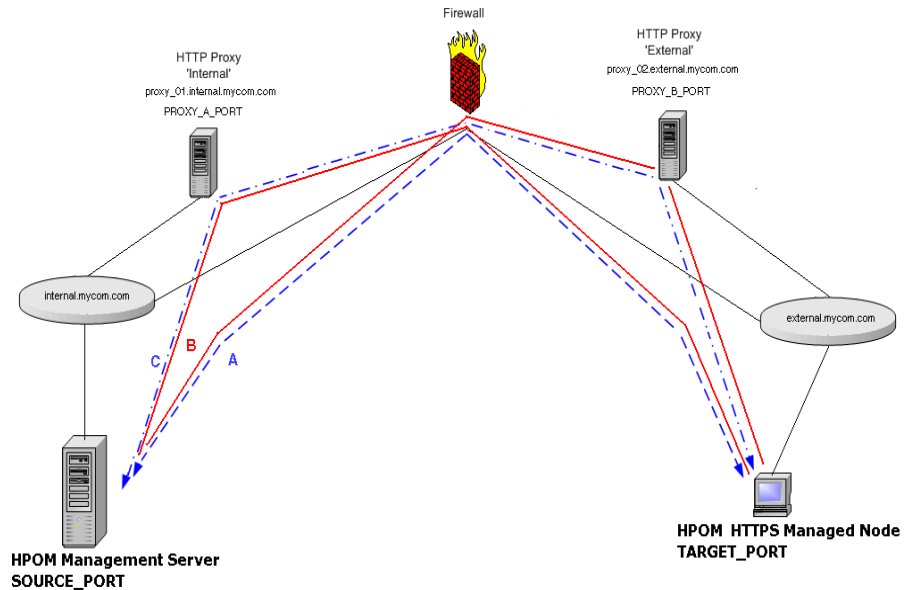 Firewall
HTTP Proxy
'Internal'
proxy_01.internal.mycom.com
PROXY_A_PORT
HTTP Proxy
'External'
proxy_02.external.mycom.com
PROXY_B_PORT
internal.mycom.com
external.mycom.com
C
B
A
HPOM Management Server
SOURCE_PORT
HPOM HTTPS Managed Node
TARGET_PORT